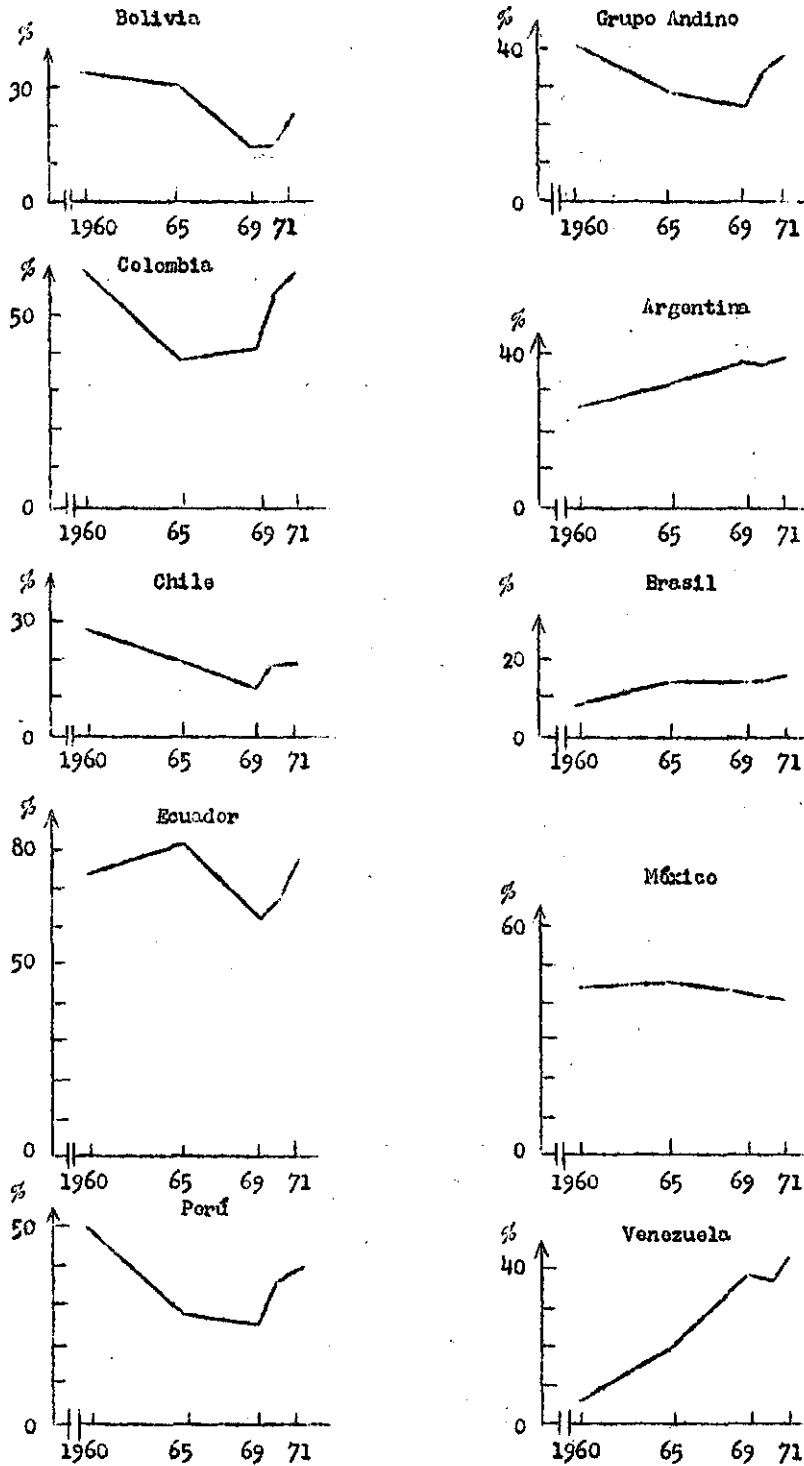 Bolivia
%
30
0
1960 65 69 71
Colombia
%
50
0
1960 65 69 71
Chile
%
30
0
1960 65 69 71
Ecuador
%
80
50
0
1960 65 69 71
Perú
%
50
0
1960 65 69 71
Grupo Andino
%
40
0
1960 65 69 71
Argentina
%
40
0
1960 65 69 71
Brasil
%
20
0
1960 65 69 71
México
%
60
0
1960 65 69 71
Venezuela
%
40
0
1960 65 69 71